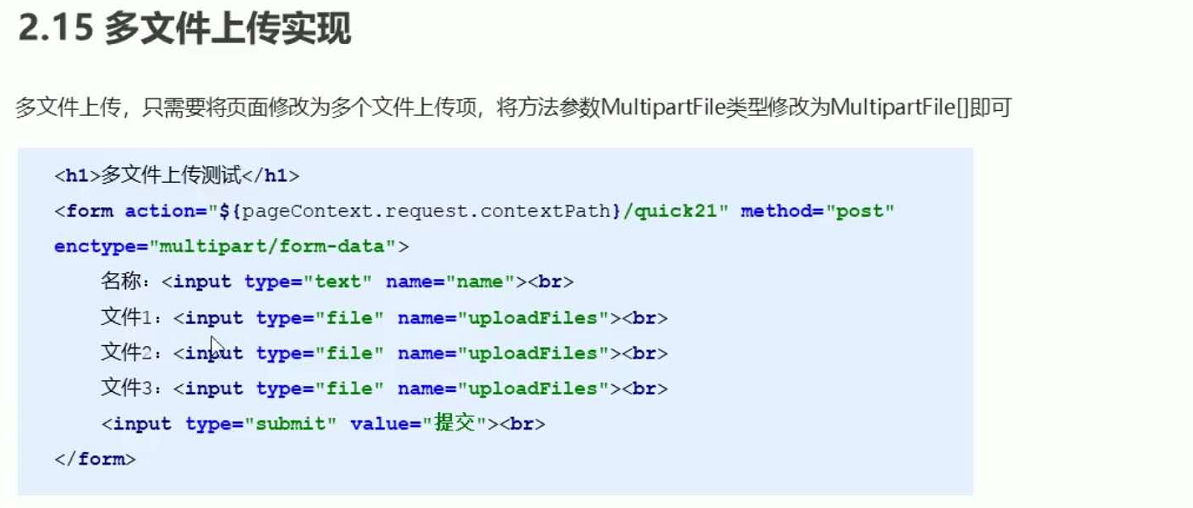 2.15 多文件上传实现
多文件上传，只需要将页面修改为多个文件上传项，将方法参数MultipartFile类型修改为MultipartFile[]即可
<h1>多文件上传测试</h1>
<form action="${pageContext.request.contextPath}/quick21" method="post"
enctype="multipart/form-data">
名称：<input type="text" name="name"><br>
文件1：<input type="file" name="uploadFiles"><br>
文件2：<input type="file" name="uploadFiles"><br>
文件3：<input type="file" name="uploadFiles"><br>
<input type="submit" value="提交"><br>
</form>